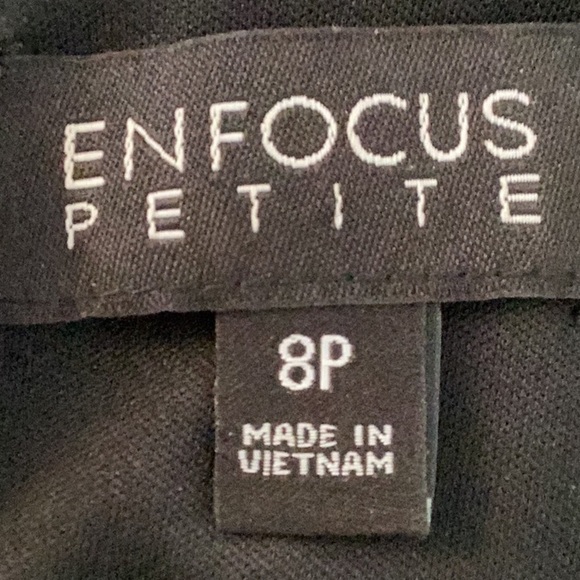 ENFOCUS
PETITE
8P
MADE IN
VIETNAM